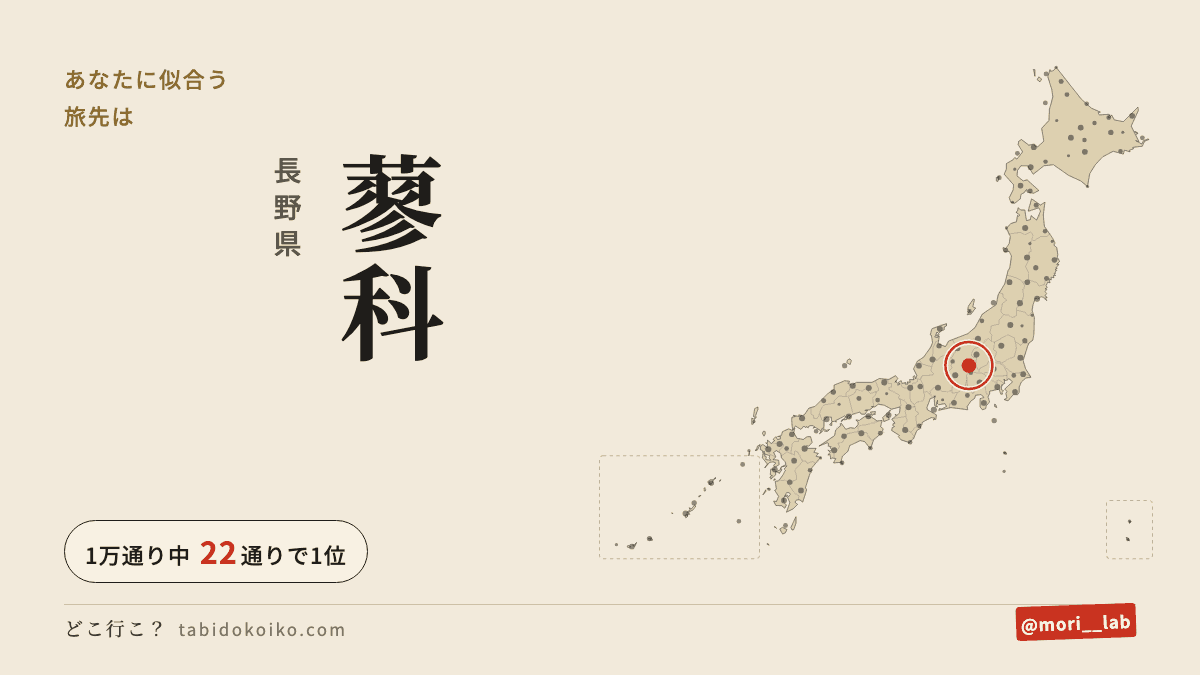 あなたに似合う
旅先は
蓼科
長野県
1万通り中 22通りで1位
どこ行こ? tabidokoiko.com
@mori__lab